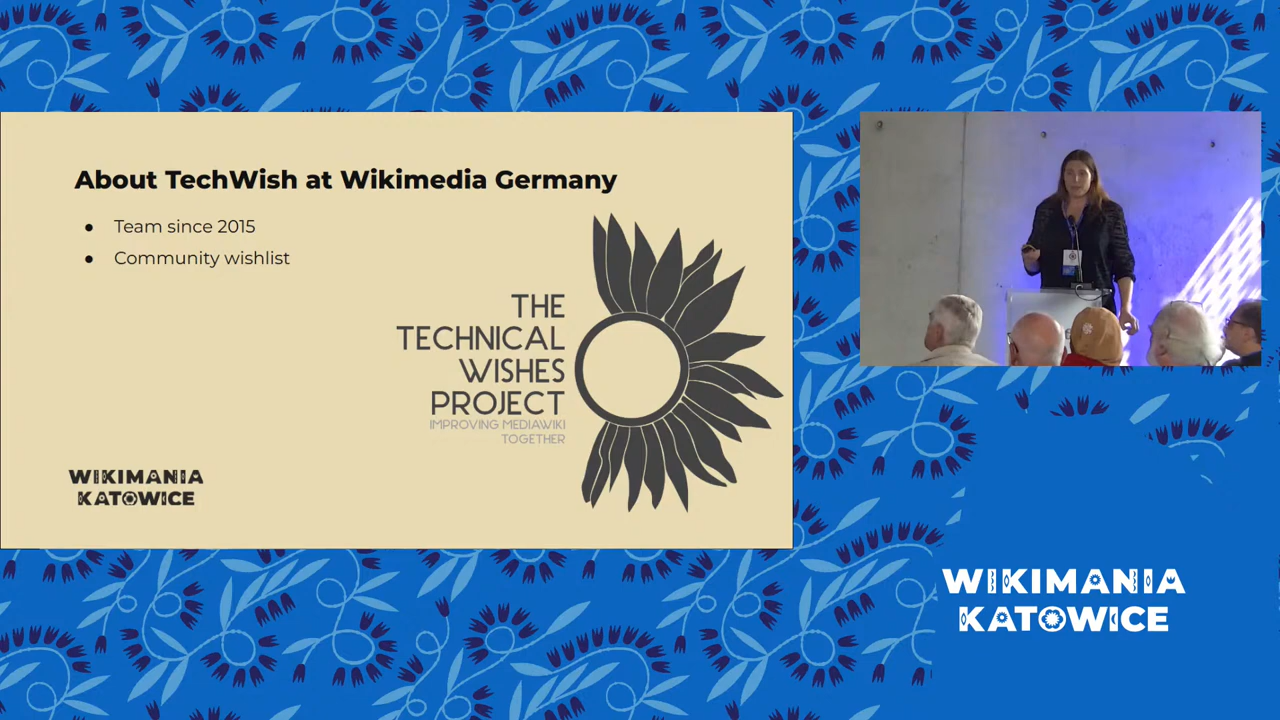 About TechWish at Wikimedia Germany
● Team since 2015
● Community wishlist
THE
TECHNICAL
WISHES
PROJECT
IMPROVING MEDIAWIKI
TOGETHER
WIKIMANIA
KATOWICE
WIKIMANIA
KATOWICE